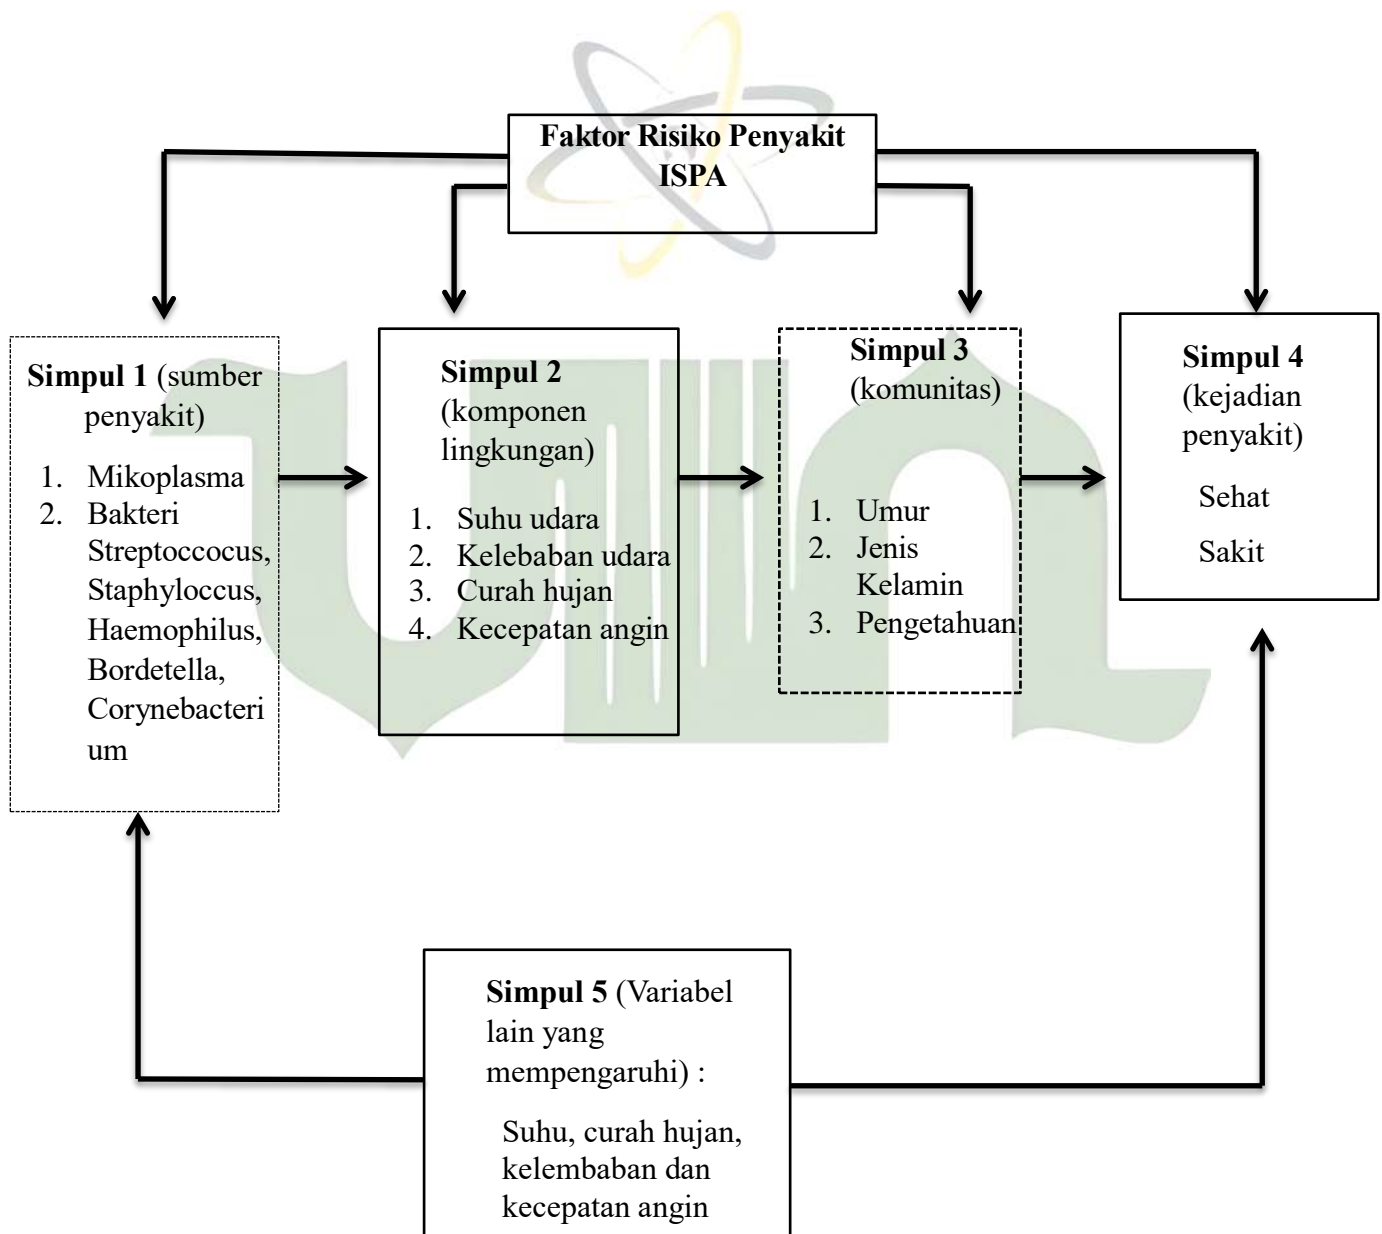 Faktor Risiko Penyakit
ISPA
Simpul 1 (sumber
penyakit)
1. Mikoplasma
2. Bakteri
Streptoccocus,
Staphyloccus,
Haemophilus,
Bordetella,
Corynebacteri
um
Simpul 2
(komponen
lingkungan)
1. Suhu udara
2. Kelebaban udara
3. Curah hujan
4. Kecepatan angin
Simpul 3
(komunitas)
1. Umur
2. Jenis
Kelamin
3. Pengetahuan
Simpul 4
(kejadian
penyakit)
Sehat
Sakit
Simpul 5 (Variabel
lain yang
mempengaruhi) :
Suhu, curah hujan,
kelembaban dan
kecepatan angin